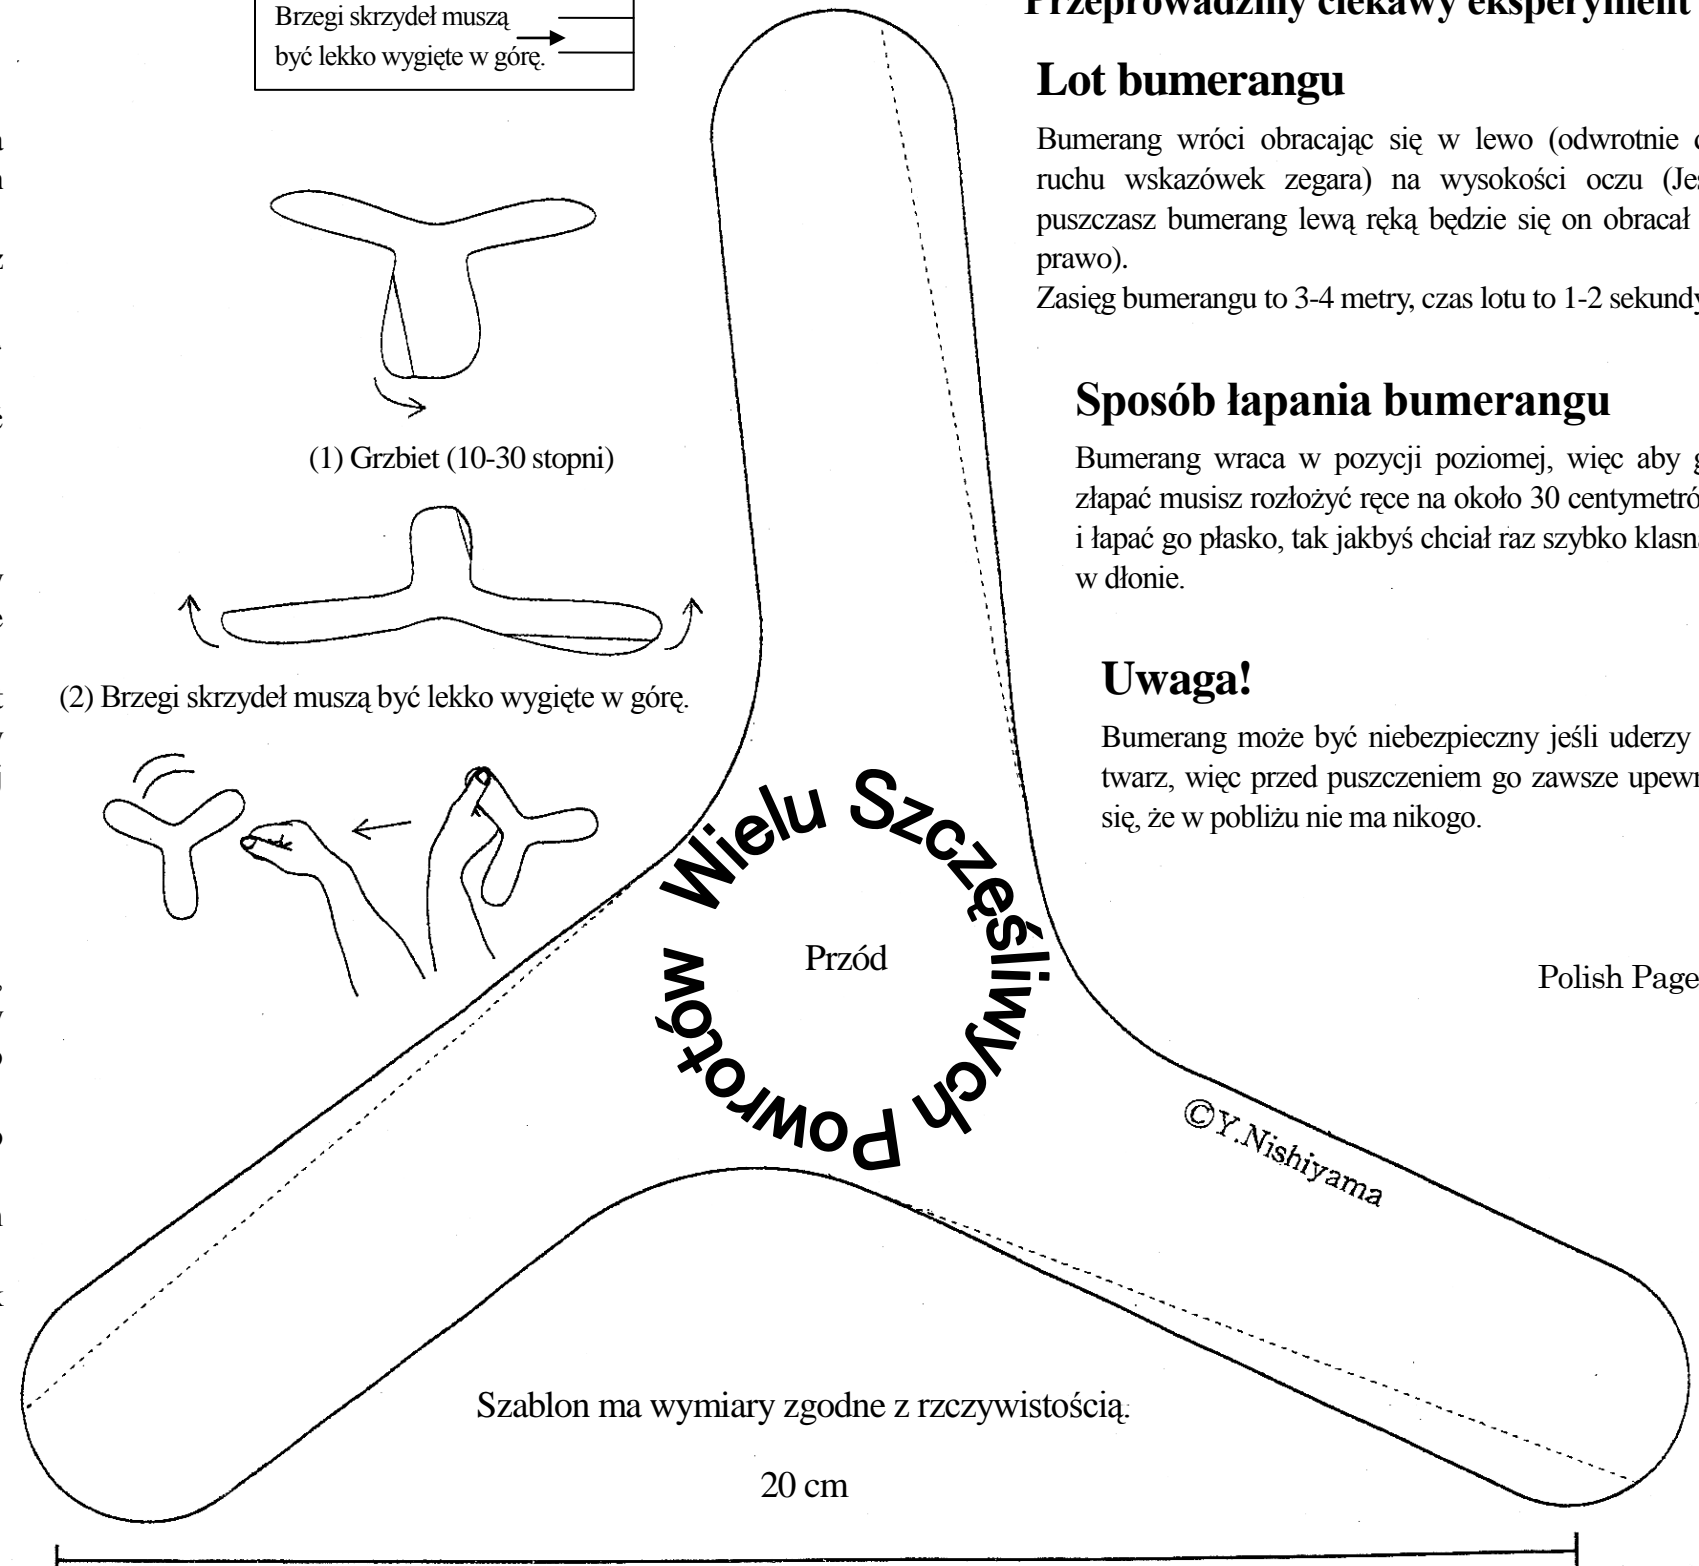 Brzegi skrzydeł muszą
być lekko wygięte w górę.
(1) Grzbiet (10-30 stopni)
(2) Brzegi skrzydeł muszą być lekko wygięte w górę.
Przeprowadźmy ciekawy eksperyment
Lot bumerangu
Bumerang wróci obracając się w lewo (odwrotnie
ruchu wskazówek zegara) na wysokości oczu
puszczasz bumerang lewą ręką będzie się on obracał
prawo).
Zasięg bumerangu to 3-4 metry, czas lotu to 1-2 sekundy
Sposób łapania bumerangu
Bumerang wraca w pozycji poziomej, więc aby
złapać musisz rozłożyć ręce na około 30
i łapać go płasko, tak jakbyś chciał raz szybko
w dłonie.
Uwaga!
Bumerang może być niebezpieczny jeśli uderzy
twarz, więc przed puszczeniem go zawsze
się, że w pobliżu nie ma nikogo.
Wielu Szczęśliwych Powrotów
Przód
Polish Page
©Y.Nishiyama
Szablon ma wymiary zgodne z rzczywistością.
20 cm